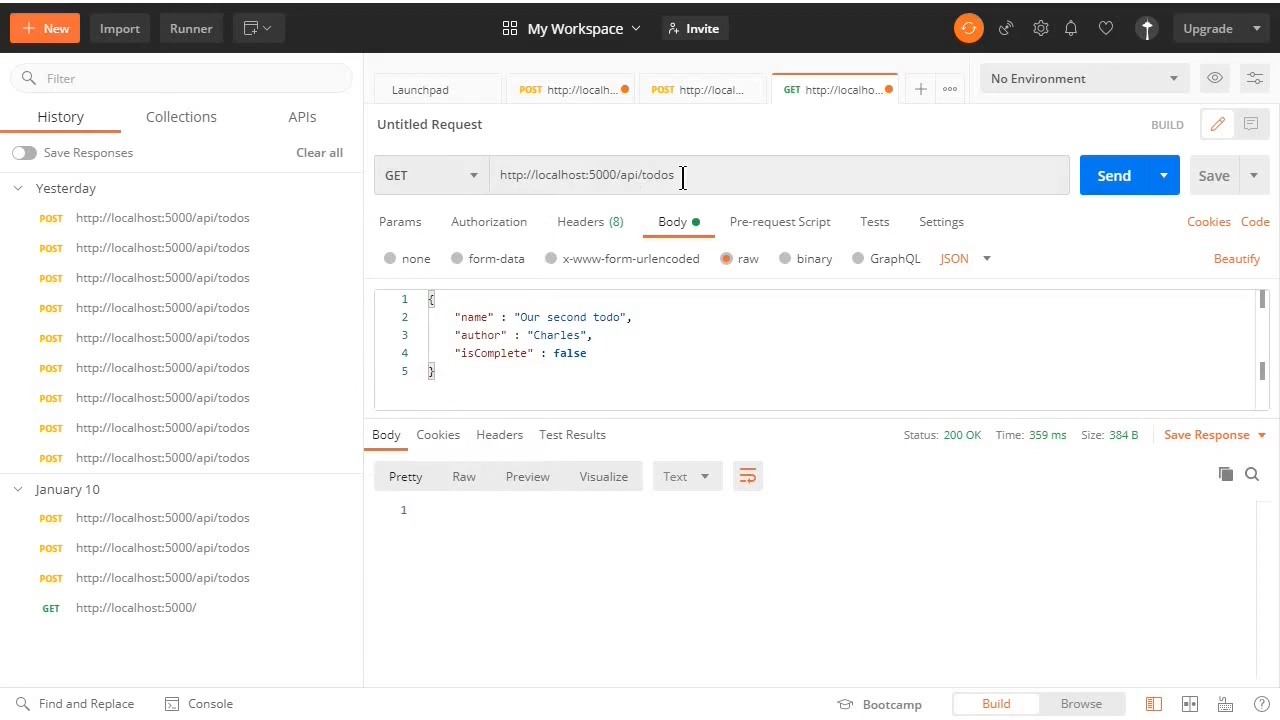 New
Import
Runner
My Workspace
Invite
Upgrade
Filter
History
Collections
APIs
Save Responses
Clear all
Yesterday
POST http://localhost:5000/api/todos
POST http://localhost:5000/api/todos
POST http://localhost:5000/api/todos
POST http://localhost:5000/api/todos
POST http://localhost:5000/api/todos
POST http://localhost:5000/api/todos
POST http://localhost:5000/api/todos
POST http://localhost:5000/api/todos
POST http://localhost:5000/api/todos
January 10
POST http://localhost:5000/api/todos
POST http://localhost:5000/api/todos
POST http://localhost:5000/api/todos
GET http://localhost:5000/
Launchpad
POST http://localh...
POST http://local...
GET http://localho...
No Environment
Untitled Request
BUILD
GET
http://localhost:5000/api/todos
Send
Save
Params
Authorization
Headers (8)
Body
Pre-request Script
Tests
Settings
Cookies
Code
none
form-data
x-www-form-urlencoded
raw
binary
GraphQL
JSON
Beautify
1 {
2 "name" : "Our second todo",
3 "author" : "Charles",
4 "isComplete" : false
5 }
Body
Cookies
Headers
Test Results
Status: 200 OK
Time: 359 ms
Size: 384 B
Save Response
Pretty
Raw
Preview
Visualize
Text
1
Find and Replace
Console
Bootcamp
Build
Browse